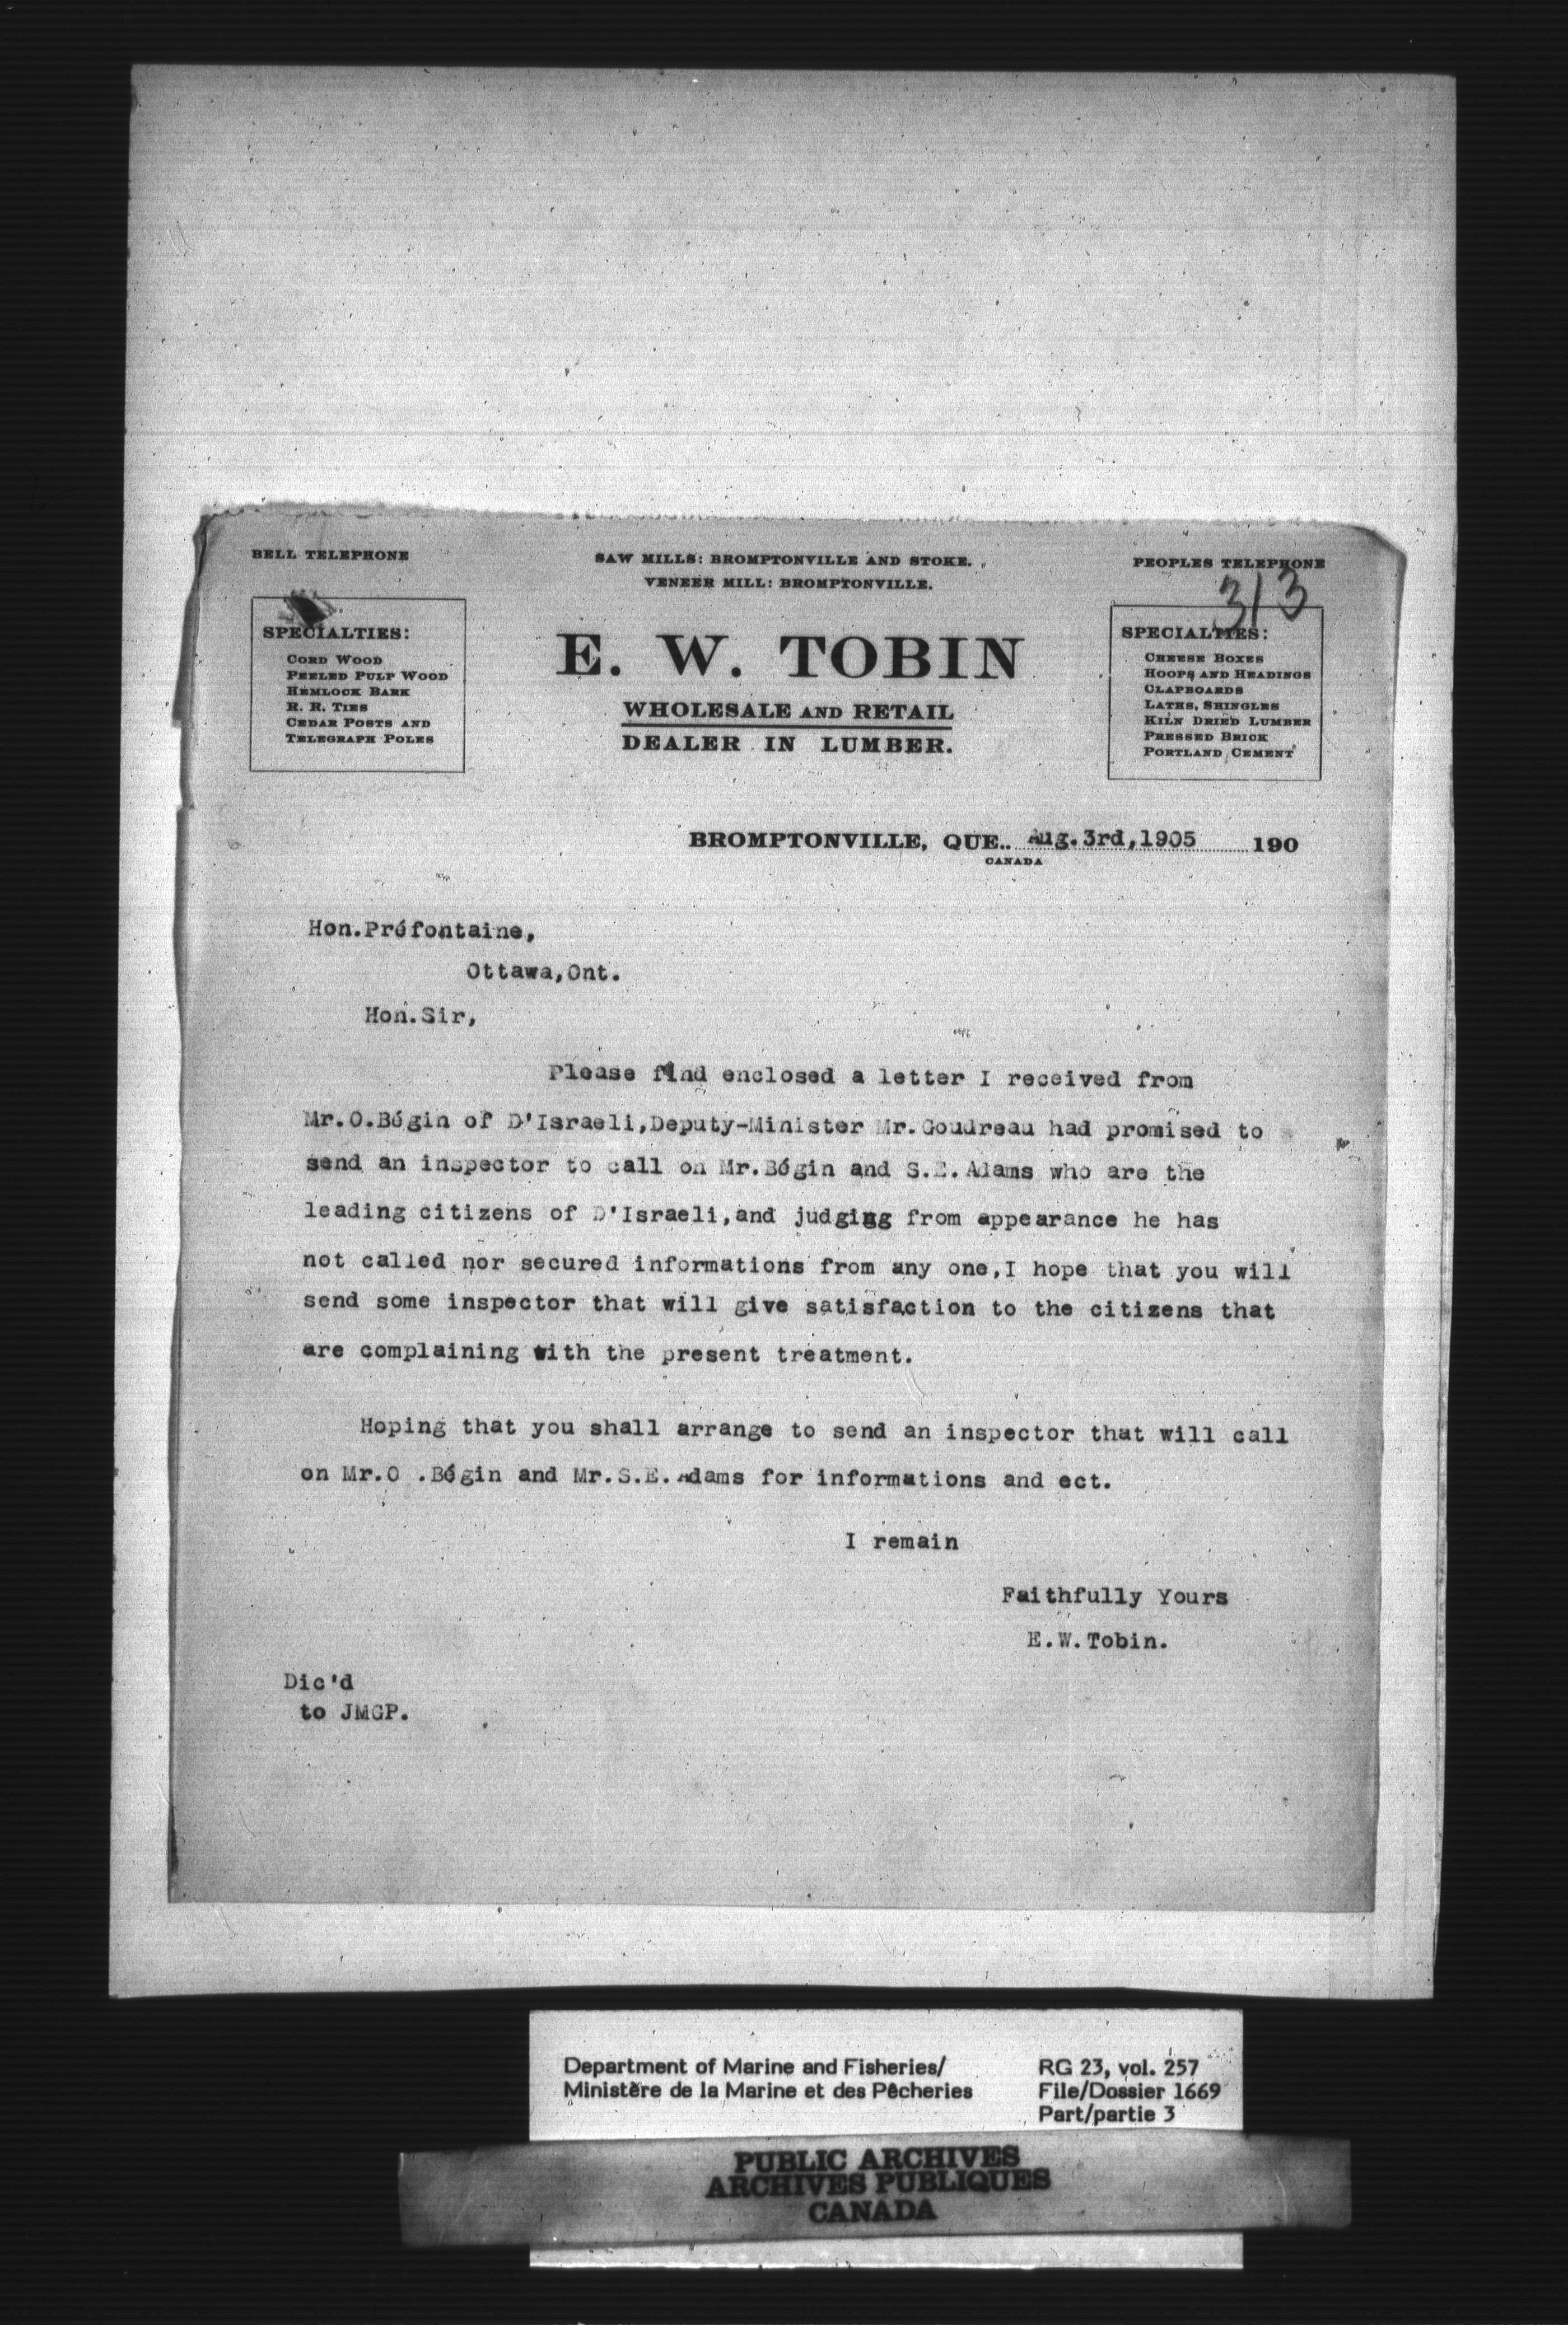 BELL TELEPHONE
SAW MILLS: BROMPTONVILLE AND STOKE.
VENEER MILL: BROMPTONVILLE.
PEOPLES TELEPHONE
313
SPECIALTIES:
CORD WOOD
PEELED PULP WOOD
HEMLOCK BARK
R. R. TIES
CEDAR POSTS AND
TELEGRAPH POLES
E. W. TOBIN
WHOLESALE AND RETAIL
DEALER IN LUMBER.
SPECIALTIES:
CHEESE BOXES
HOOPS AND HEADINGS
CLAPBOARDS
LATHS, SHINGLES
KILN DRIED LUMBER
PRESSED BRICK
PORTLAND CEMENT
BROMPTONVILLE, QUE.. Aug.3rd,1905 190
CANADA
Hon.Préfontaine,
Ottawa,Ont.
Hon.Sir,
Please find enclosed a letter I received from
Mr.O.Bégin of D'Israeli,Deputy-Minister Mr.Goudreau had promised to
send an inspector to call on Mr.Bégin and S.E.Adams who are the
leading citizens of D'Israeli,and judging from appearance he has
not called nor secured informations from any one,I hope that you will
send some inspector that will give satisfaction to the citizens that
are complaining with the present treatment.
Hoping that you shall arrange to send an inspector that will call
on Mr.O .Bégin and Mr.S.E.Adams for informations and ect.
I remain
Faithfully Yours
E.W.Tobin.
Dic'd
to JMGP.
Department of Marine and Fisheries/
Ministère de la Marine et des Pêcheries
RG 23, vol. 257
File/Dossier 1669
Part/partie 3
PUBLIC ARCHIVES
ARCHIVES PUBLIQUES
CANADA